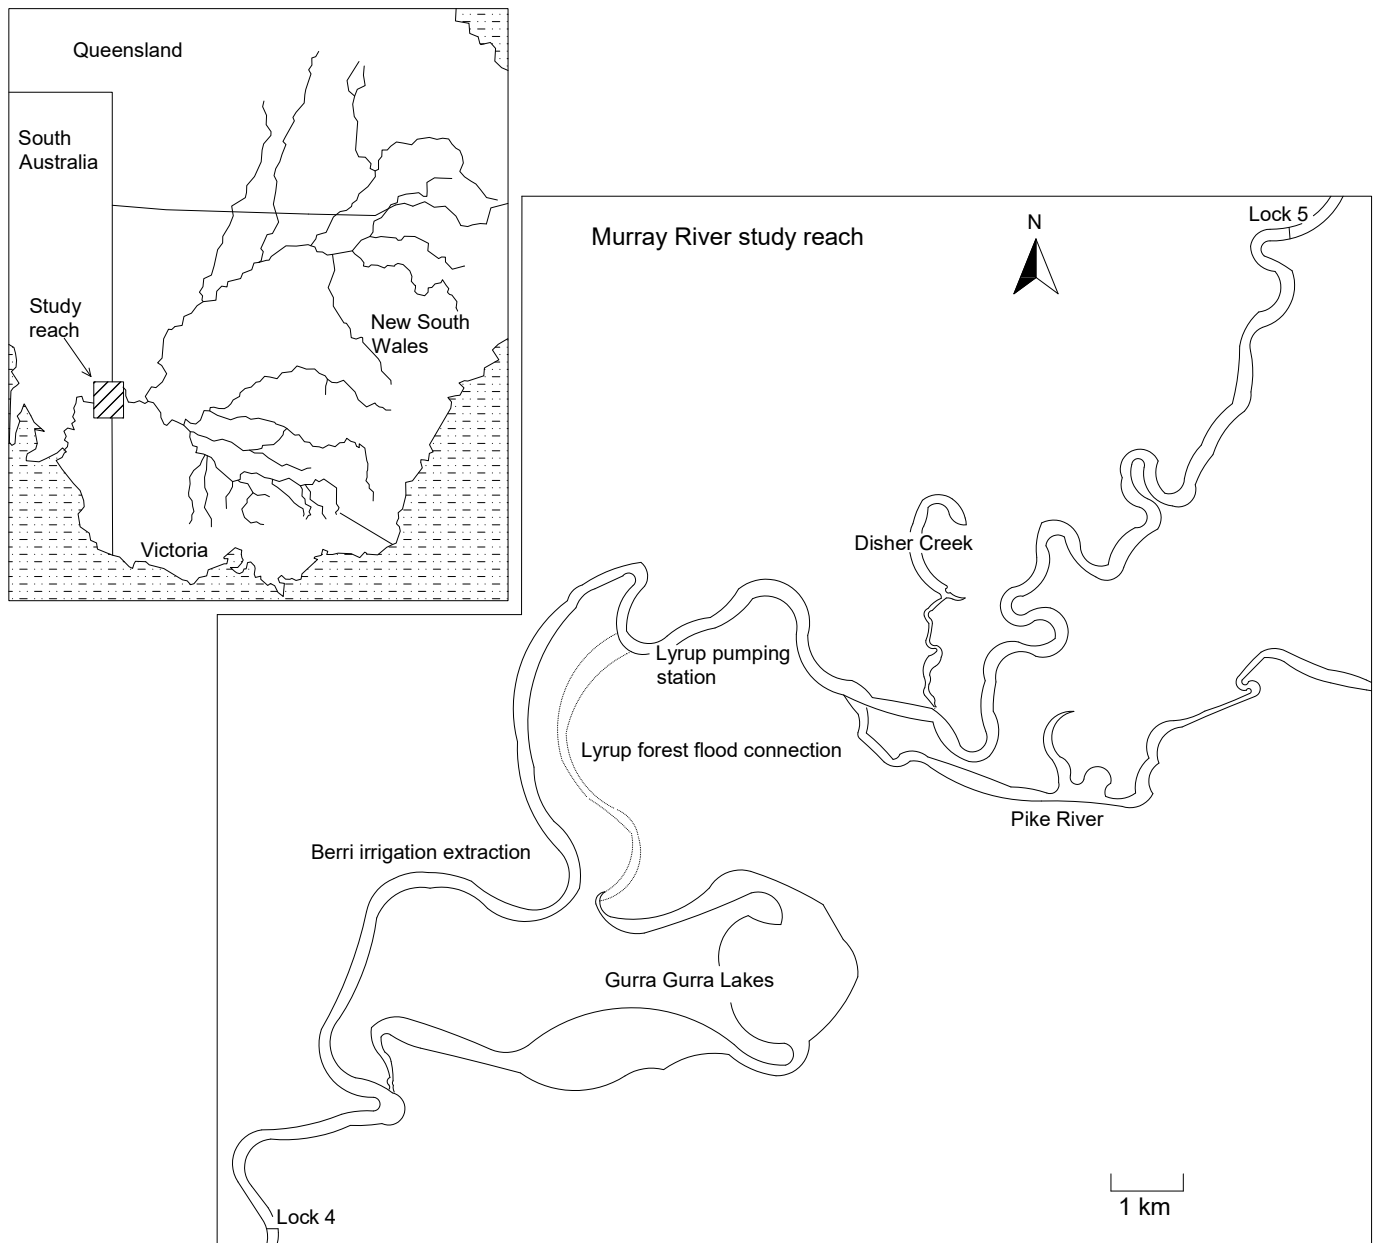 Queensland
South
Australia
Study
reach
New South
Wales
Victoria
Murray River study reach
N
Lock 5
Disher Creek
Lyrup pumping
station
Lyrup forest flood connection
Pike River
Berri irrigation extraction
Gurra Gurra Lakes
Lock 4
1 km